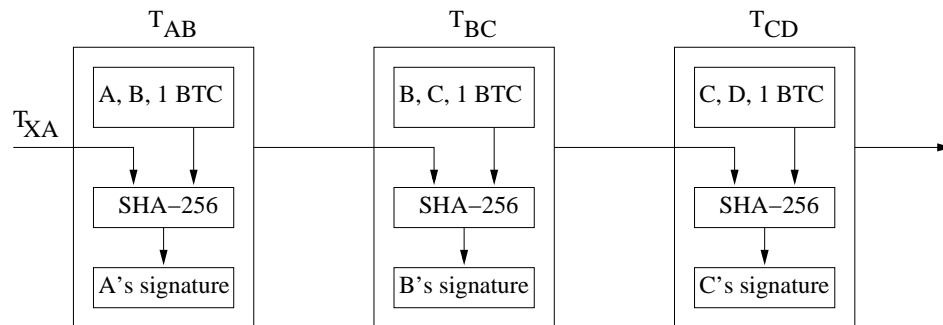 T_AB T_BC T_CD
A, B, 1 BTC B, C, 1 BTC C, D, 1 BTC
T_XA
SHA-256 SHA-256 SHA-256
A's signature B's signature C's signature